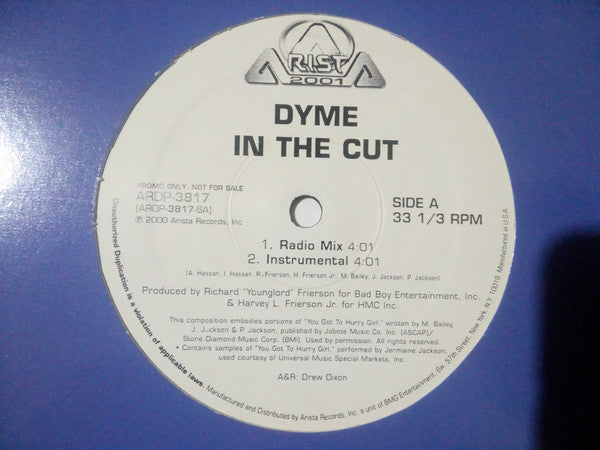 ARIST
2001
DYME
IN THE CUT
PROMO ONLY. NOT FOR SALE
ARDP-3817
(ARDP-3817-SA)
℗ 2000 Arista Records, Inc
SIDE A
33 1/3 RPM
1. Radio Mix 4:01
2. Instrumental 4:01
(A. Hassan, I. Hassan, R. Frierson, H. Frierson Jr., M. Bailey, J. Jackson, P. Jackson)
Produced by Richard "Younglord" Frierson for Bad Boy Entertainment, Inc.
& Harvey L. Frierson Jr. for HMC Inc.
This composition embodies portions of "You Got To Hurry Girl," written by M. Bailey,
J. Jackson & P. Jackson, published by Jobete Music Co. Inc. (ASCAP)/
Stone Diamond Music Corp. (BMI). Used by permission. All rights reserved.
• Contains samples of "You Got To Hurry Girl," performed by Jermaine Jackson,
used courtesy of Universal Music Special Markets, Inc.
A&R: Drew Dixon
Unauthorized Duplication is a violation of applicable laws. Manufactured and Distributed by Arista Records, Inc. a unit of BMG Entertainment, 6w. 57th Street, New York, N.Y. 10019. Manufactured in U.S.A